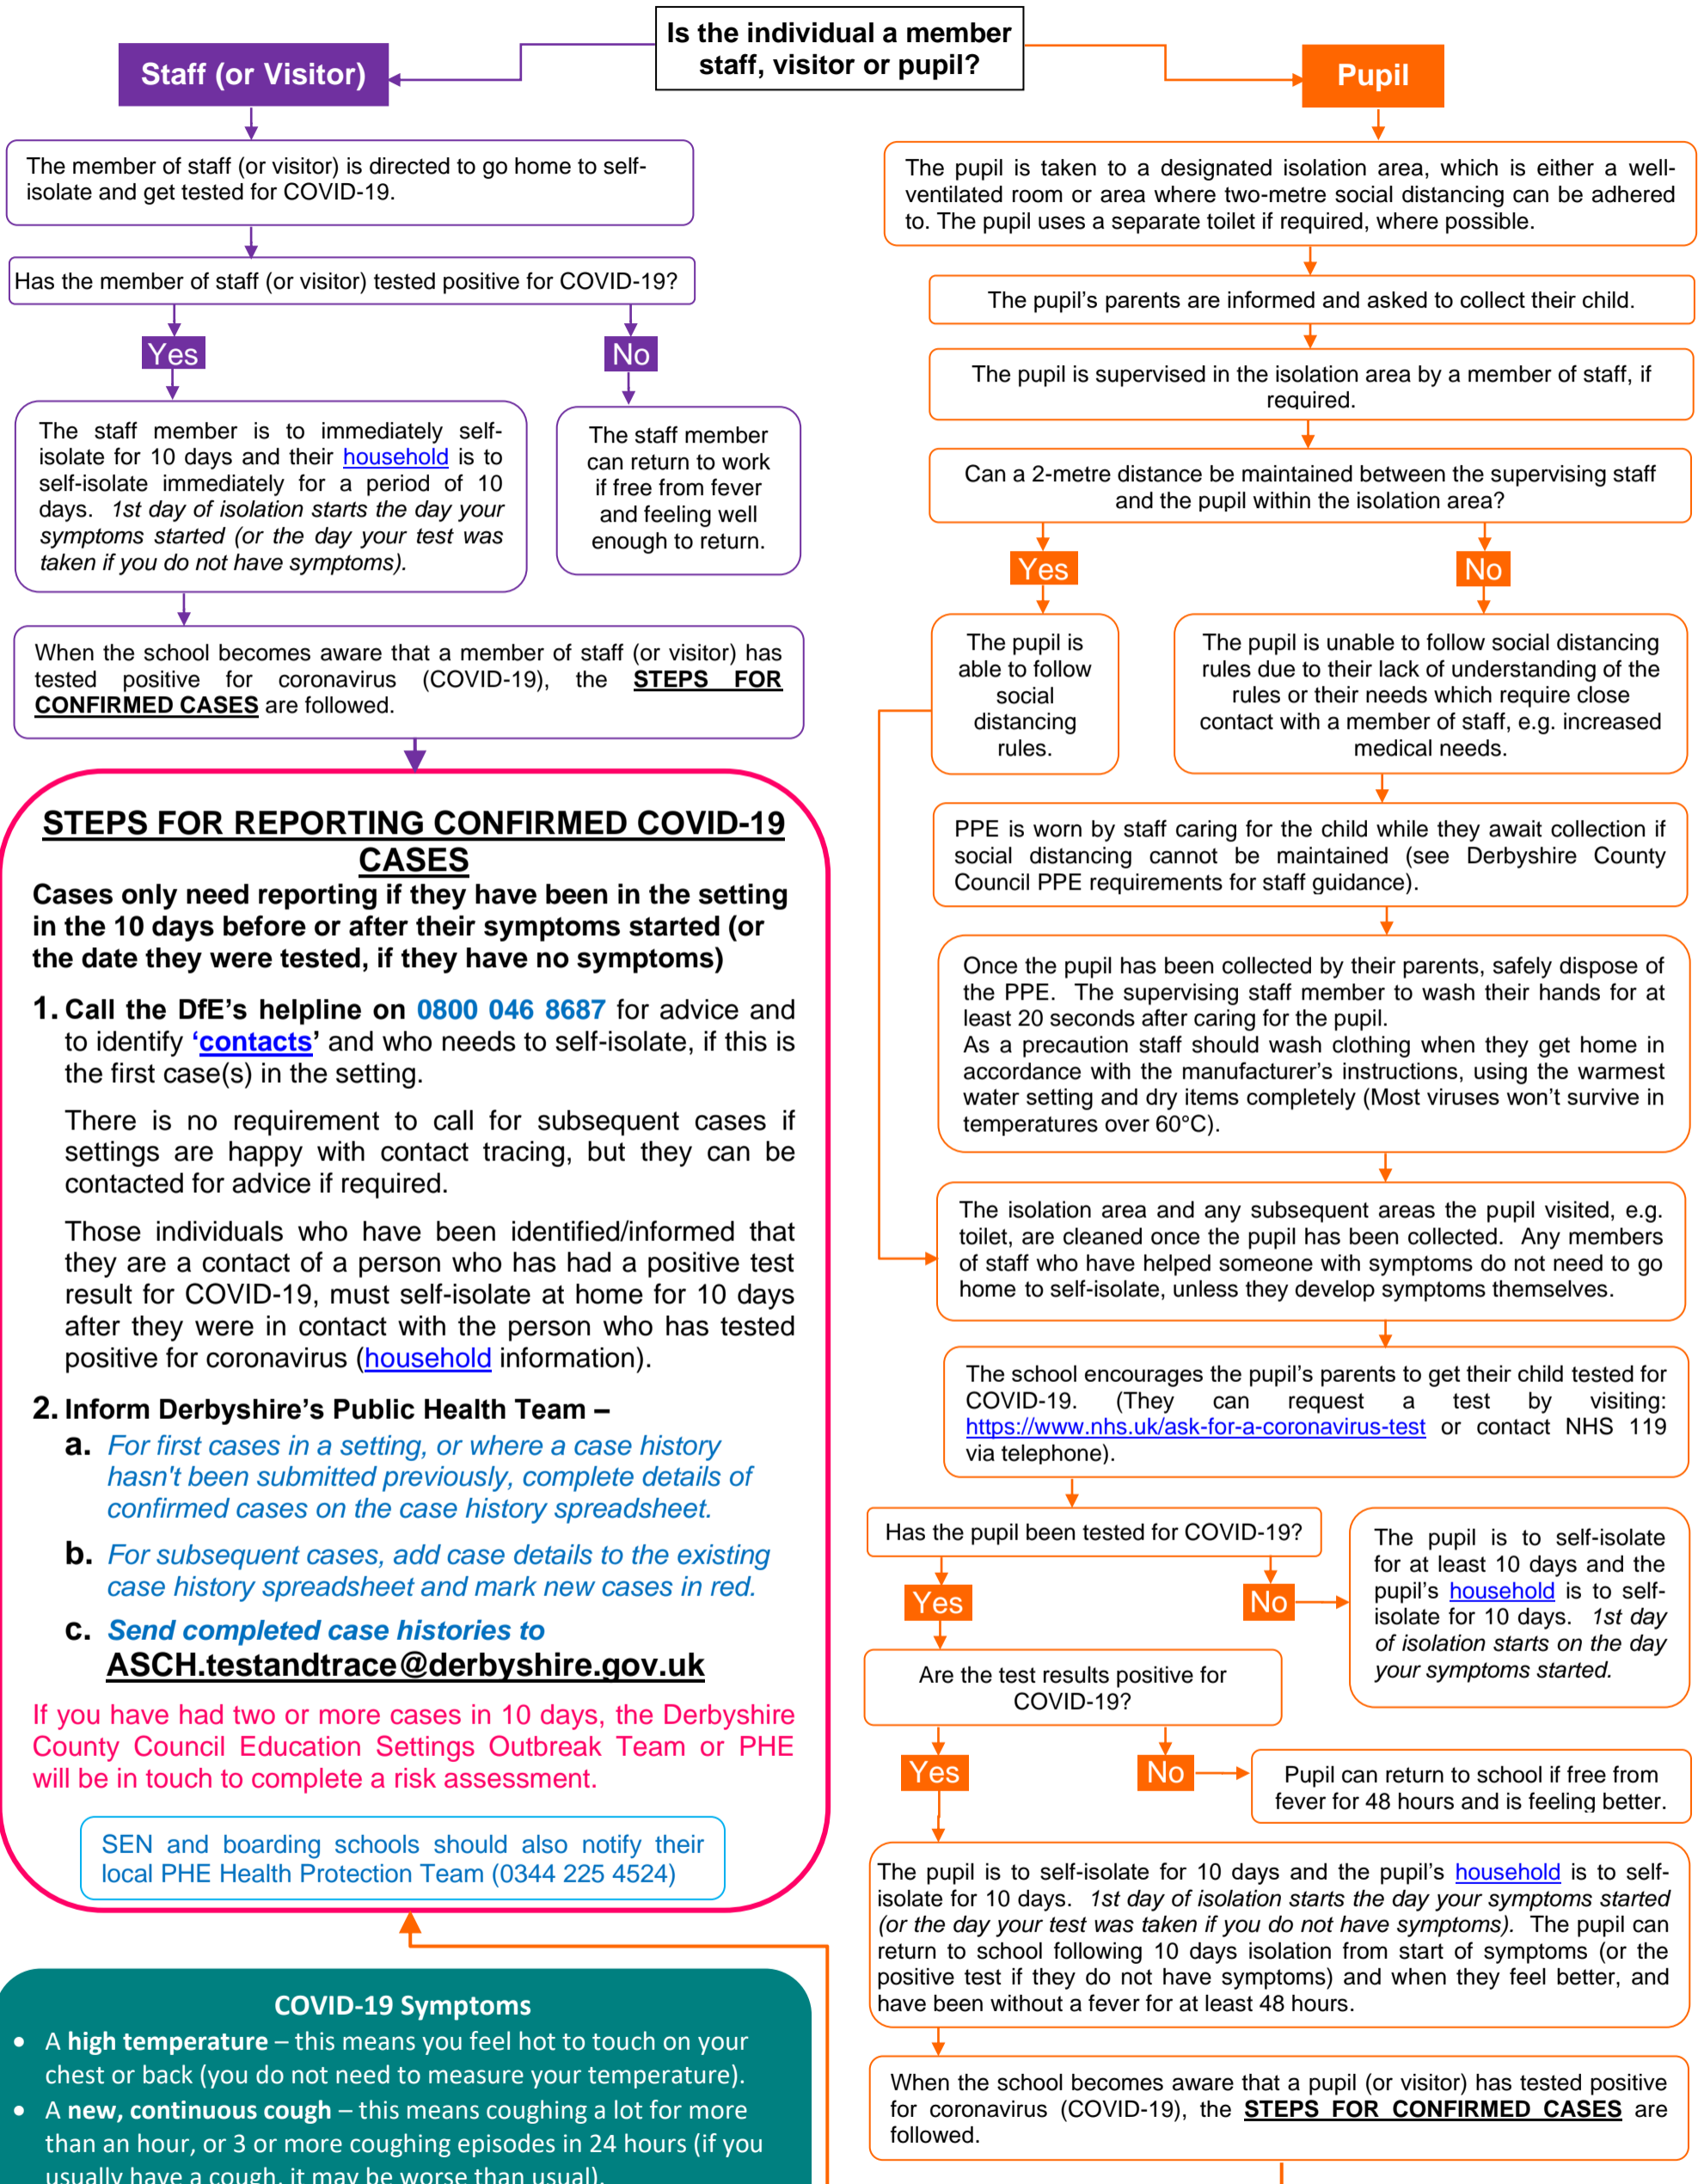 Is the individual a member
staff, visitor or pupil?
Staff (or Visitor)
The member of staff (or visitor) is directed to go home to self-
isolate and get tested for COVID-19.
Has the member of staff (or visitor) tested positive for COVID-19?
Yes
No
The staff member is to immediately self-
isolate for 10 days and their household is to
self-isolate immediately for a period of 10
days. 1st day of isolation starts the day your
symptoms started (or the day your test was
taken if you do not have symptoms).
The staff member
can return to work
if free from fever
and feeling well
enough to return.
When the school becomes aware that a member of staff (or visitor) has
tested positive for coronavirus (COVID-19), the STEPS FOR
CONFIRMED CASES are followed.
STEPS FOR REPORTING CONFIRMED COVID-19
CASES
Cases only need reporting if they have been in the setting
in the 10 days before or after their symptoms started (or
the date they were tested, if they have no symptoms)
1. Call the DfE's helpline on 0800 046 8687 for advice and
to identify 'contacts' and who needs to self-isolate, if this is
the first case(s) in the setting.
There is no requirement to call for subsequent cases if
settings are happy with contact tracing, but they can be
contacted for advice if required.
Those individuals who have been identified/informed that
they are a contact of a person who has had a positive test
result for COVID-19, must self-isolate at home for 10 days
after they were in contact with the person who has tested
positive for coronavirus (household information).
2. Inform Derbyshire's Public Health Team –
a. For first cases in a setting, or where a case history
hasn't been submitted previously, complete details of
confirmed cases on the case history spreadsheet.
b. For subsequent cases, add case details to the existing
case history spreadsheet and mark new cases in red.
c. Send completed case histories to
ASCH.testandtrace@derbyshire.gov.uk
If you have had two or more cases in 10 days, the Derbyshire
County Council Education Settings Outbreak Team or PHE
will be in touch to complete a risk assessment.
SEN and boarding schools should also notify their
local PHE Health Protection Team (0344 225 4524)
COVID-19 Symptoms
• A high temperature – this means you feel hot to touch on your
chest or back (you do not need to measure your temperature).
• A new, continuous cough – this means coughing a lot for more
than an hour, or 3 or more coughing episodes in 24 hours (if you
usually have a cough, it may be worse than usual).
Pupil
The pupil is taken to a designated isolation area, which is either a well-
ventilated room or area where two-metre social distancing can be adhered
to. The pupil uses a separate toilet if required, where possible.
The pupil's parents are informed and asked to collect their child.
The pupil is supervised in the isolation area by a member of staff, if
required.
Can a 2-metre distance be maintained between the supervising staff
and the pupil within the isolation area?
Yes
No
The pupil is
able to follow
social
distancing
rules.
The pupil is unable to follow social distancing
rules due to their lack of understanding of the
rules or their needs which require close
contact with a member of staff, e.g. increased
medical needs.
PPE is worn by staff caring for the child while they await collection if
social distancing cannot be maintained (see Derbyshire County
Council PPE requirements for staff guidance).
Once the pupil has been collected by their parents, safely dispose of
the PPE. The supervising staff member to wash their hands for at
least 20 seconds after caring for the pupil.
As a precaution staff should wash clothing when they get home in
accordance with the manufacturer's instructions, using the warmest
water setting and dry items completely (Most viruses won't survive in
temperatures over 60°C).
The isolation area and any subsequent areas the pupil visited, e.g.
toilet, are cleaned once the pupil has been collected. Any members
of staff who have helped someone with symptoms do not need to go
home to self-isolate, unless they develop symptoms themselves.
The school encourages the pupil's parents to get their child tested for
COVID-19. (They can request a test by visiting:
https://www.nhs.uk/ask-for-a-coronavirus-test or contact NHS 119
via telephone).
Has the pupil been tested for COVID-19?
Yes
No
The pupil is to self-isolate
for at least 10 days and the
pupil's household is to self-
isolate for 10 days. 1st day
of isolation starts on the day
your symptoms started.
Are the test results positive for
COVID-19?
Yes
No
Pupil can return to school if free from
fever for 48 hours and is feeling better.
The pupil is to self-isolate for 10 days and the pupil's household is to self-
isolate for 10 days. 1st day of isolation starts the day your symptoms started
(or the day your test was taken if you do not have symptoms). The pupil can
return to school following 10 days isolation from start of symptoms (or the
positive test if they do not have symptoms) and when they feel better, and
have been without a fever for at least 48 hours.
When the school becomes aware that a pupil (or visitor) has tested positive
for coronavirus (COVID-19), the STEPS FOR CONFIRMED CASES are
followed.